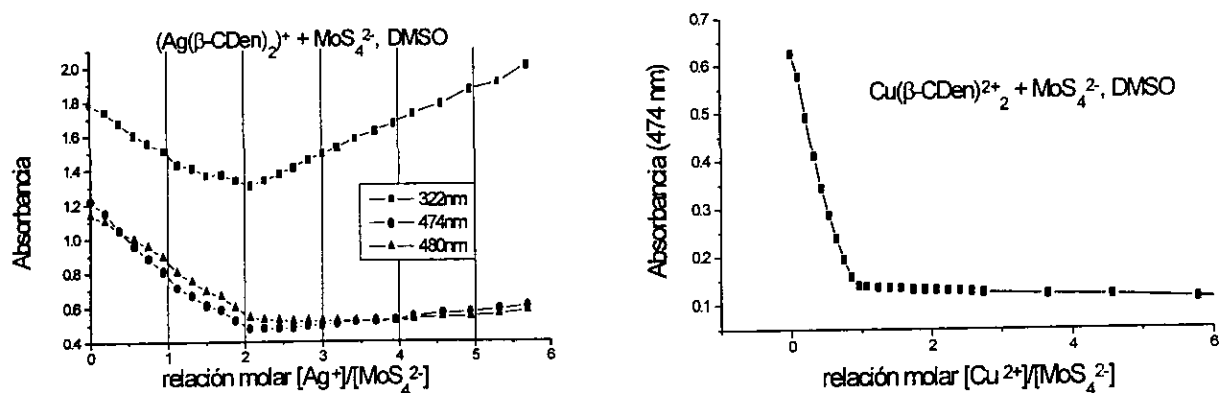 (Ag(β-CDen)₂)⁺ + MoS₄²⁻, DMSO
Absorbancia
2.0
1.8
1.6
1.4
1.2
1.0
0.8
0.6
0.4
322nm
474nm
480nm
0 1 2 3 4 5 6
relación molar [Ag⁺]/[MoS₄²⁻]
Cu(β-CDen)²⁺₂ + MoS₄²⁻, DMSO
Absorbancia (474 nm)
0.7
0.6
0.5
0.4
0.3
0.2
0.1
0 2 4 6
relación molar [Cu²⁺]/[MoS₄²⁻]